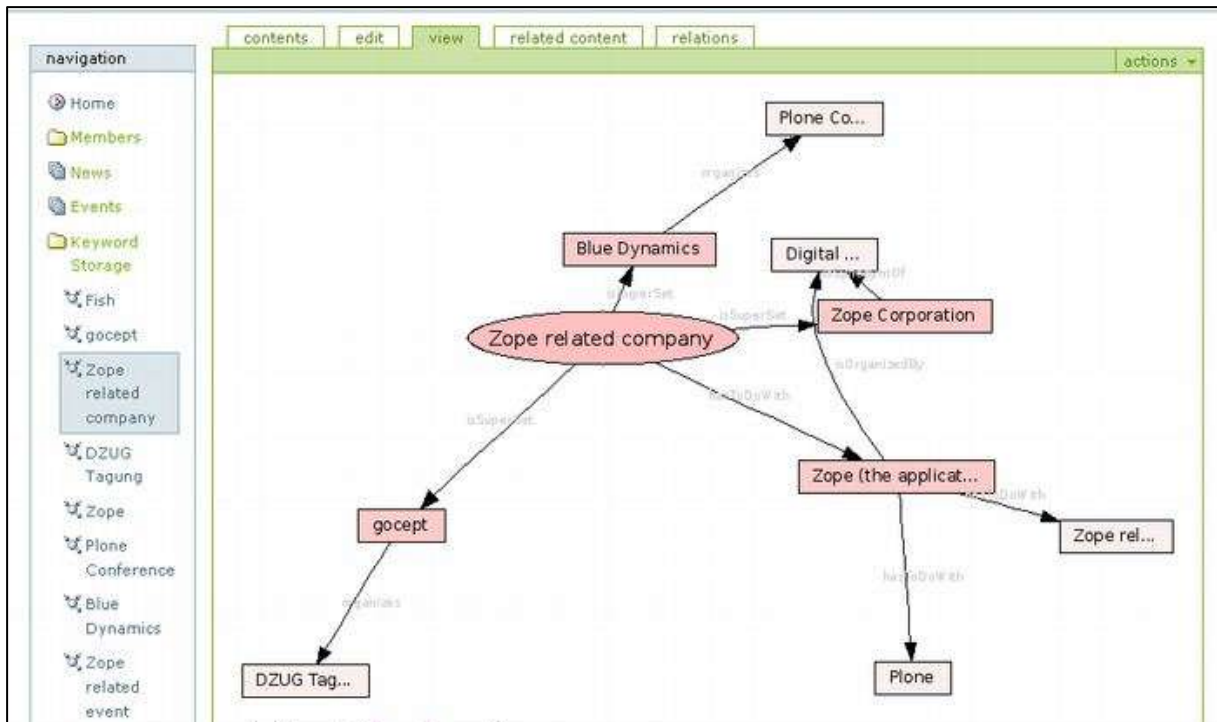 contents edit view related content relations
navigation
actions
Home
Members
News
Events
Keyword
Storage
Fish
gocept
Zope
related
company
DZUG
Tagung
Zope
Plone
Conference
Blue
Dynamics
Zope
related
event
Plone Co...
Blue Dynamics
Digital ...
isSuperSet
Zope Corporation
isSuperSet
Zope related company
isOrganizedBy
hasToDoWith
isSuperSet
Zope (the applicat...
gocept
Zope rel...
hasToDoWith
DZUG Tag...
Plone